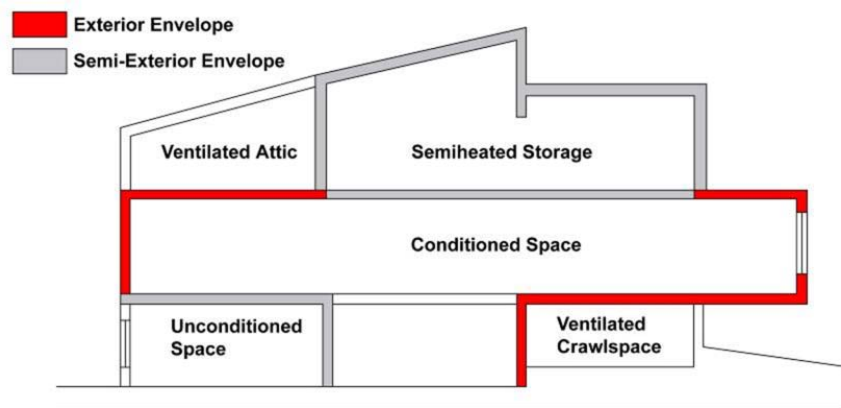 Exterior Envelope
Semi-Exterior Envelope
Ventilated Attic
Semiheated Storage
Conditioned Space
Unconditioned
Space
Ventilated
Crawlspace